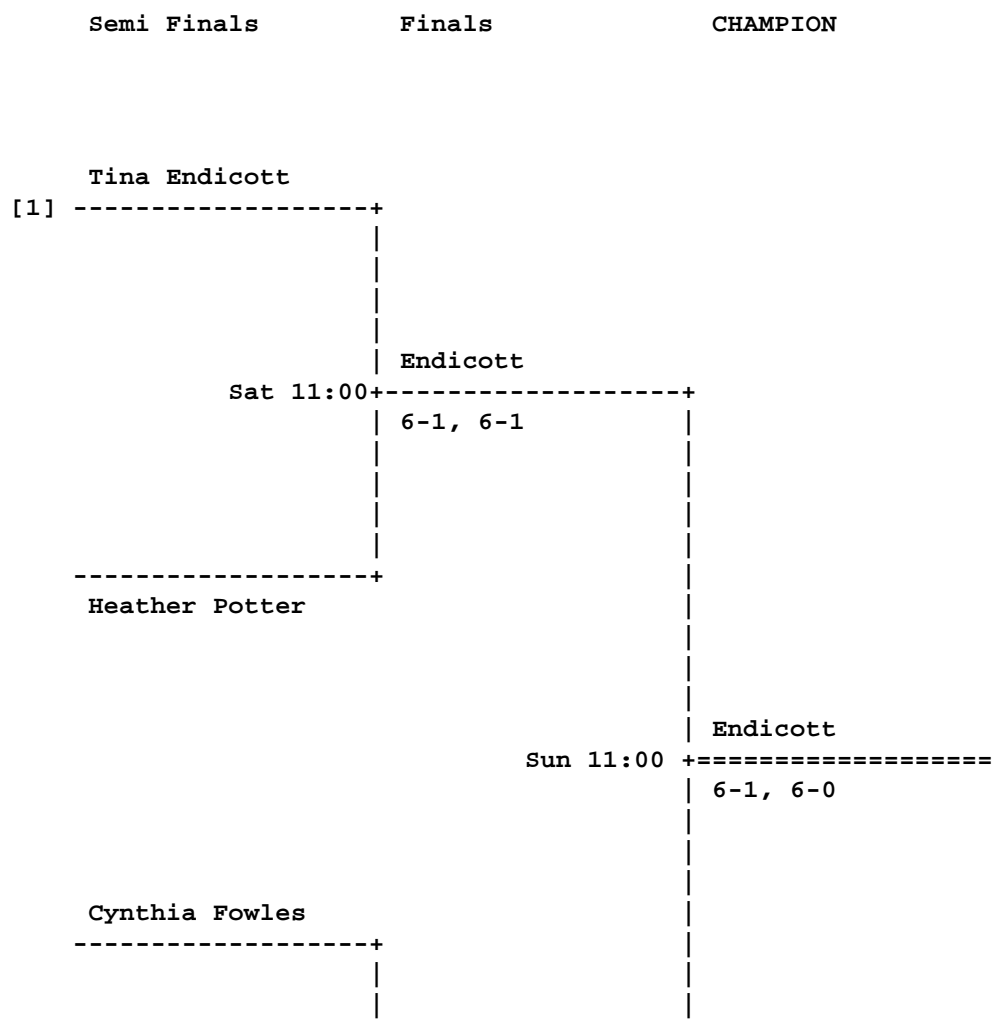 Semi Finals Finals CHAMPION
Tina Endicott
[1] -------------------+
|
|
|
|
| Endicott
Sat 11:00+-------------------+
| 6-1, 6-1 |
| |
| |
| |
| |
-------------------+ |
Heather Potter |
|
|
|
| Endicott
Sun 11:00 +===================
| 6-1, 6-0
|
|
|
Cynthia Fowles |
-------------------+ |
| |
| |